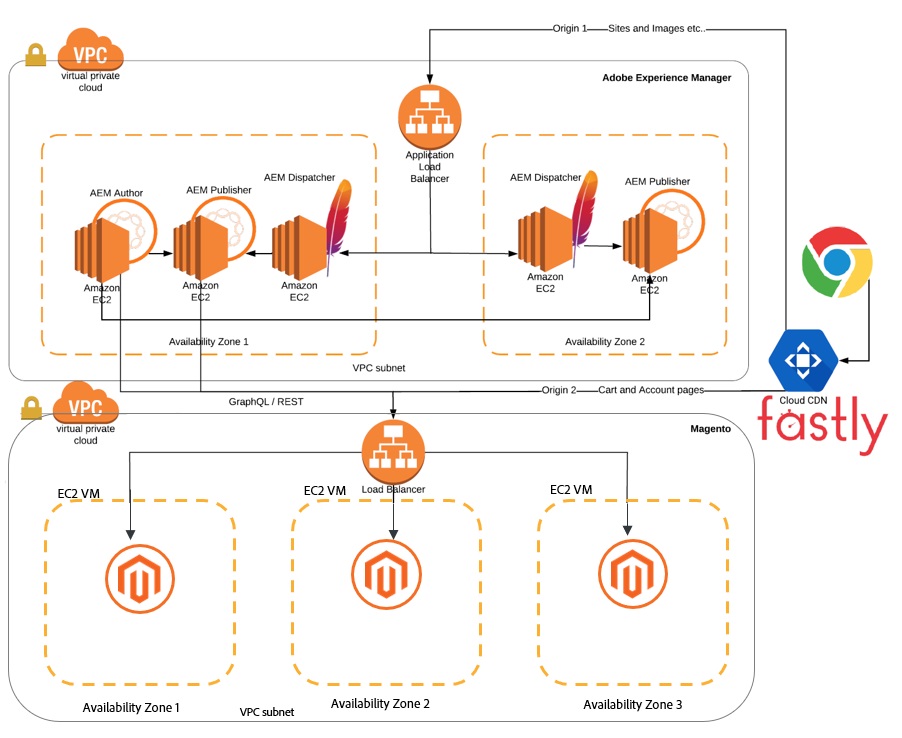 Origin 1
Sites and Images etc..
VPC
virtual private
cloud
Adobe Experience Manager
Application
Load
Balancer
AEM Author
AEM Publisher
AEM Dispatcher
AEM Dispatcher
AEM Publisher
Amazon
EC2
Amazon
EC2
Amazon
EC2
Amazon
EC2
Amazon
EC2
Availability Zone 1
Availability Zone 2
VPC subnet
Origin 2
Cart and Account pages
Cloud CDN
fastly
GraphQL / REST
VPC
virtual private
cloud
Magento
Load Balancer
EC2 VM
EC2 VM
EC2 VM
Availability Zone 1
Availability Zone 2
Availability Zone 3
VPC subnet